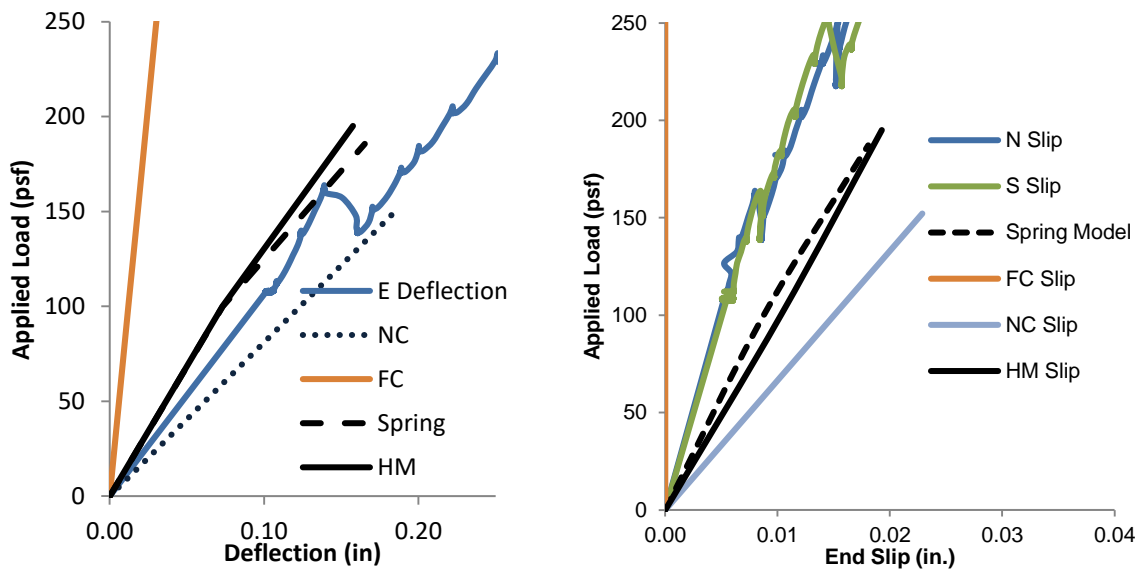 250
200
150
100
50
0
Applied Load (psf)
0.00
0.10
0.20
Deflection (in)
E Deflection
NC
FC
Spring
HM
250
200
150
100
50
0
Applied Load (psf)
0.00
0.01
0.02
0.03
0.04
End Slip (in.)
N Slip
S Slip
Spring Model
FC Slip
NC Slip
HM Slip